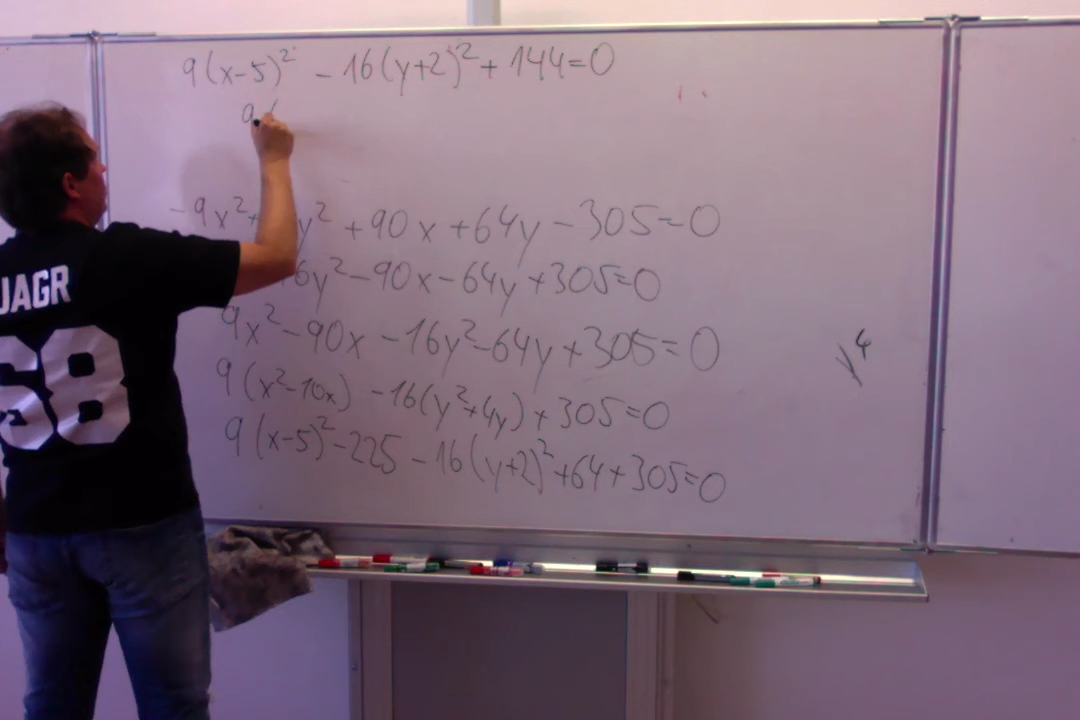 9(x-5)² - 16(y+2)² + 144=0
9(
-9x²+ y² +90x +64y -305=0
6y² -90x -64y +305=0
9x² -90x -16y² -64y +305=0
9(x²-10x) -16(y²+4y) +305=0
9(x-5)² -225 -16(y+2)² +64+305=0
y⁴
JAGR
68